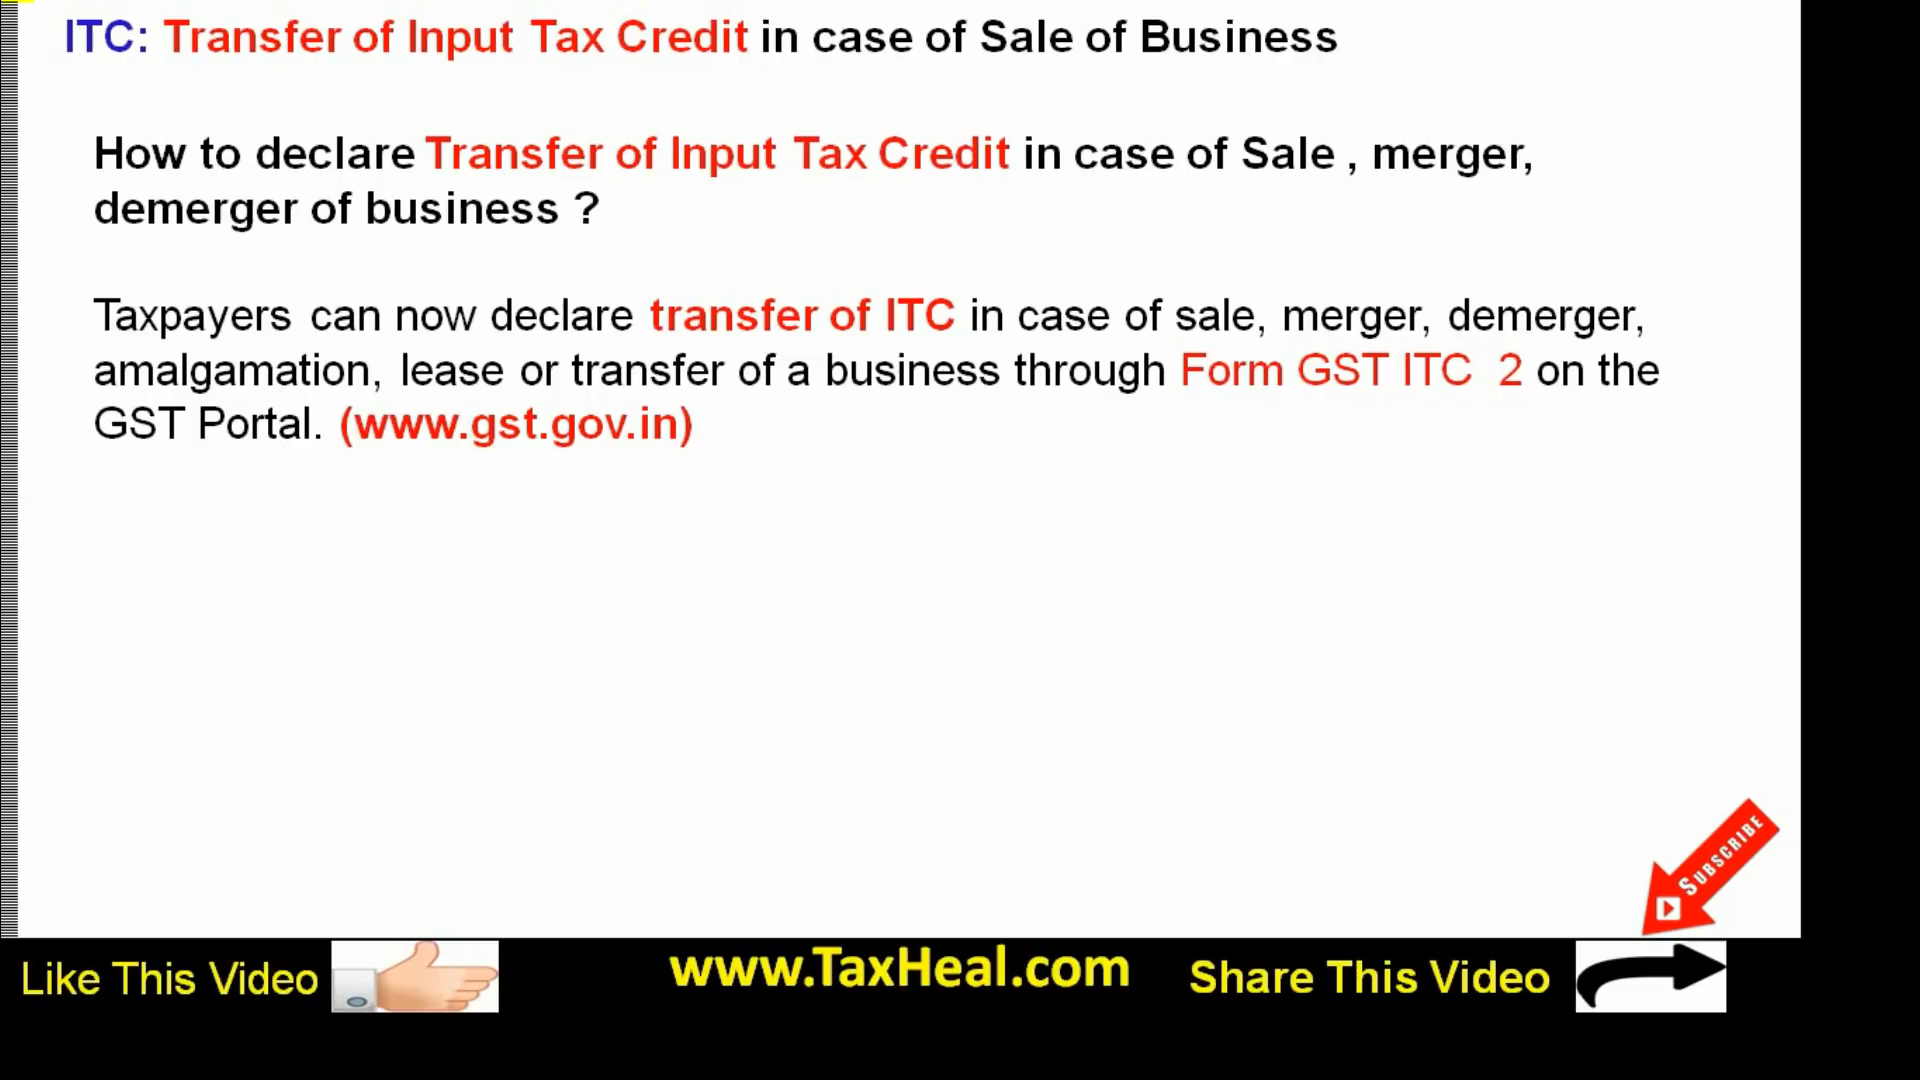 ITC: Transfer of Input Tax Credit in case of Sale of Business
How to declare Transfer of Input Tax Credit in case of Sale , merger,
demerger of business ?
Taxpayers can now declare transfer of ITC in case of sale, merger, demerger,
amalgamation, lease or transfer of a business through Form GST ITC 2 on the
GST Portal. (www.gst.gov.in)
SUBSCRIBE
Like This Video
www.TaxHeal.com
Share This Video